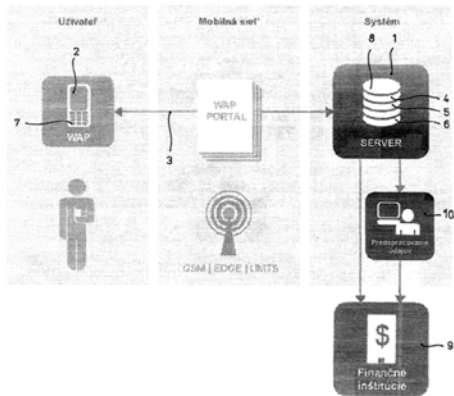 Užívateľ
Mobilná sieť
Systém
2
7
WAP
3
WAP
PORTAL
GSM | EDGE | UMTS
8
1
4
5
6
SERVER
10
Predspracovanie
údajov
$
9
Finančné
inštitúcie